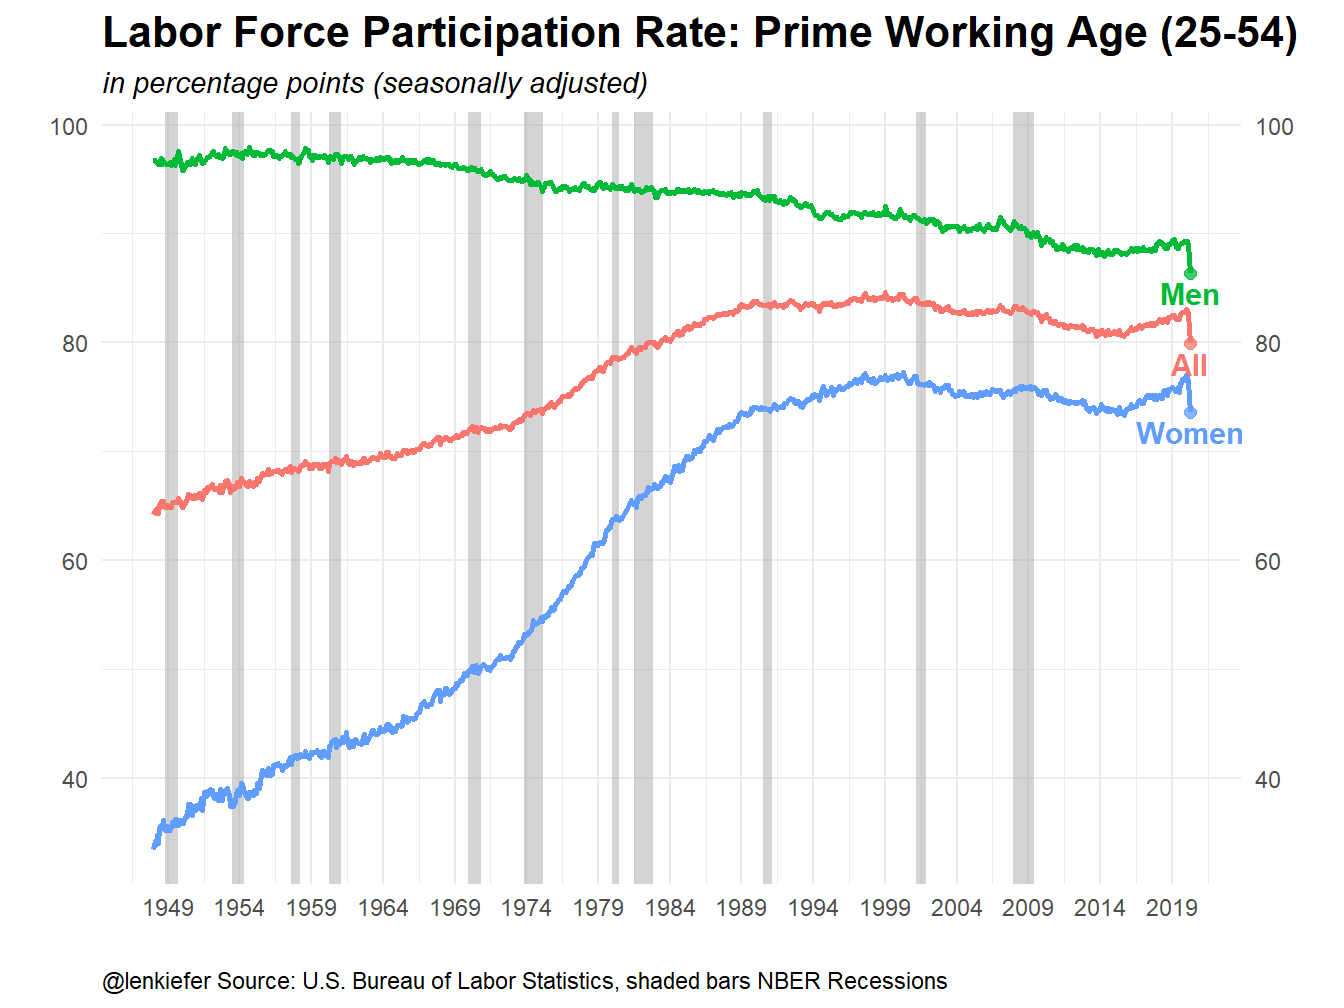 Labor Force Participation Rate: Prime Working Age (25-54)
in percentage points (seasonally adjusted)
100 100
Men
80 80
All
Women
60 60
40 40
1949 1954 1959 1964 1969 1974 1979 1984 1989 1994 1999 2004 2009 2014 2019
@lenkiefer Source: U.S. Bureau of Labor Statistics, shaded bars NBER Recessions